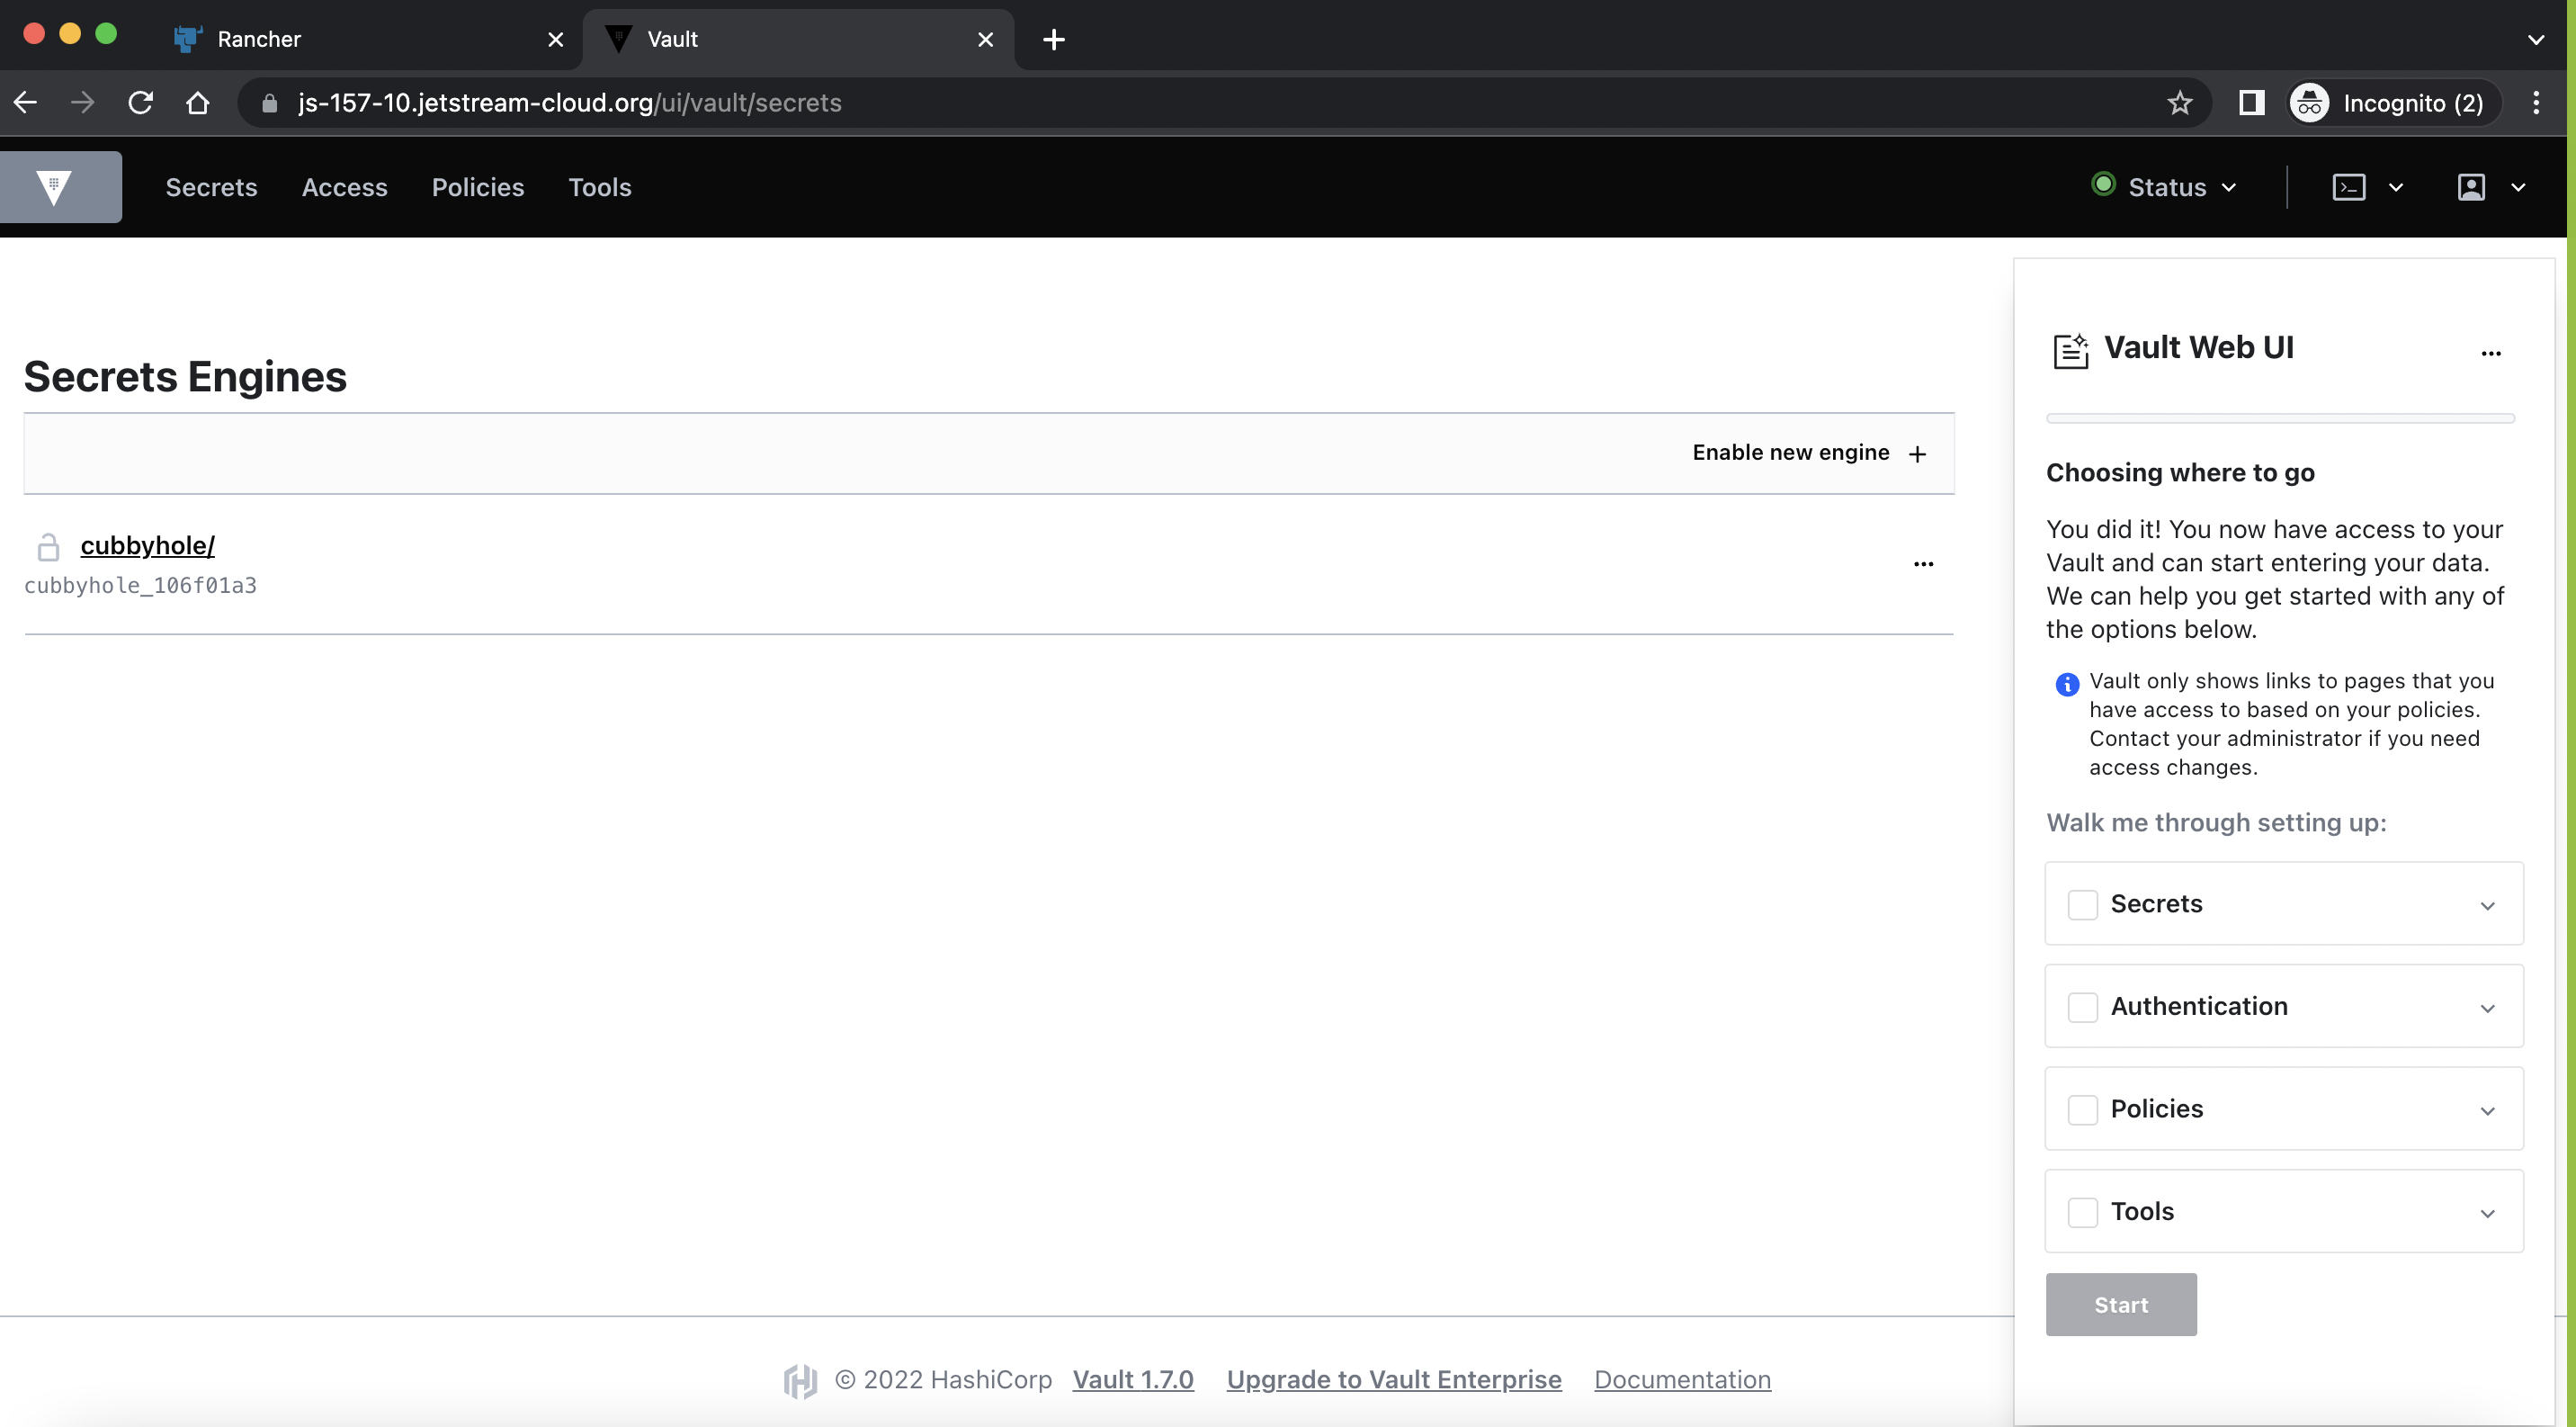 Rancher
Vault
js-157-10.jetstream-cloud.org/ui/vault/secrets
Incognito (2)
Secrets
Access
Policies
Tools
Status
Secrets Engines
Enable new engine
cubbyhole/
cubbyhole_106f01a3
Vault Web UI
Choosing where to go
You did it! You now have access to your
Vault and can start entering your data.
We can help you get started with any of
the options below.
Vault only shows links to pages that you
have access to based on your policies.
Contact your administrator if you need
access changes.
Walk me through setting up:
Secrets
Authentication
Policies
Tools
Start
© 2022 HashiCorp Vault 1.7.0 Upgrade to Vault Enterprise Documentation